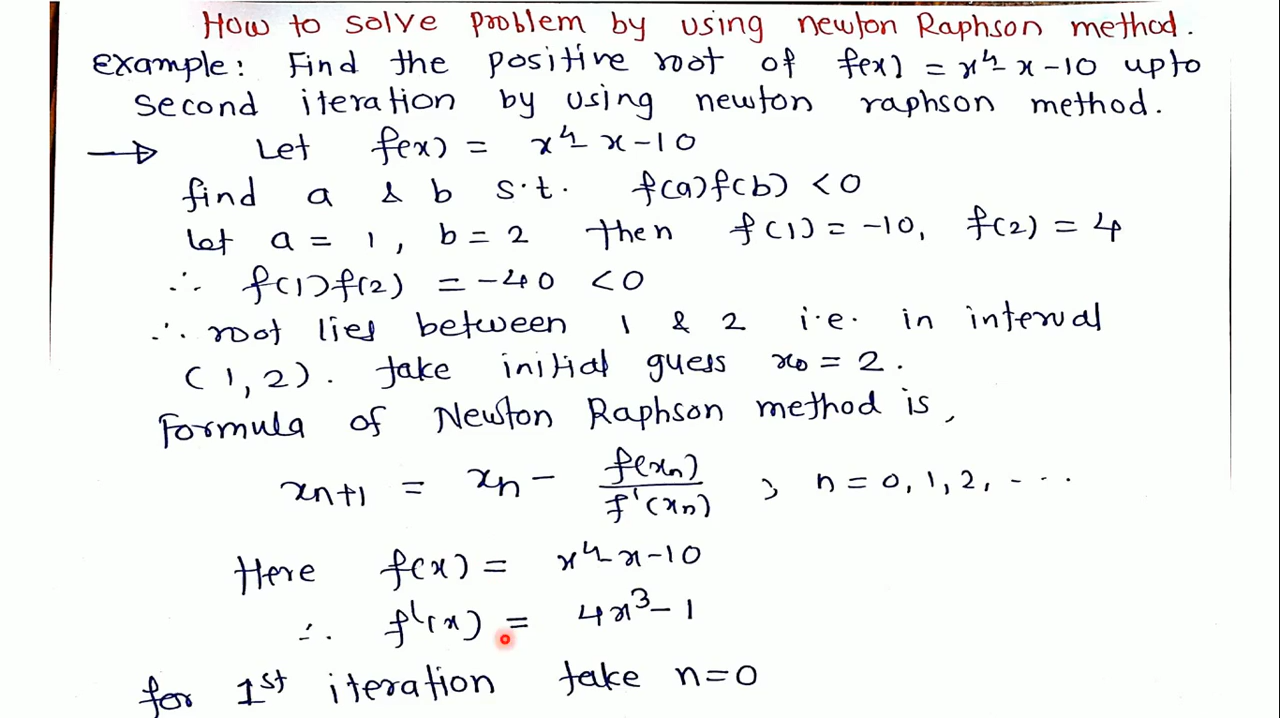 How to solve problem by using newton Raphson method.
example: Find the positive root of f(x) = x⁴-x-10 upto
second iteration by using newton raphson method.
→ Let f(x) = x⁴-x-10
find a & b s.t. f(a)f(b) <0
let a = 1, b = 2 then f(1) = -10, f(2) = 4
∴ f(1)f(2) = -40 <0
∴ root lies between 1 & 2 i.e. in interval
(1,2). take initial guess x₀ = 2.
Formula of Newton Raphson method is,
xₙ₊₁ = xₙ - f(xₙ)/f'(xₙ) ; n = 0, 1, 2, ...
Here f(x) = x⁴-x-10
∴ f'(x) = 4x³-1
for 1st iteration take n=0